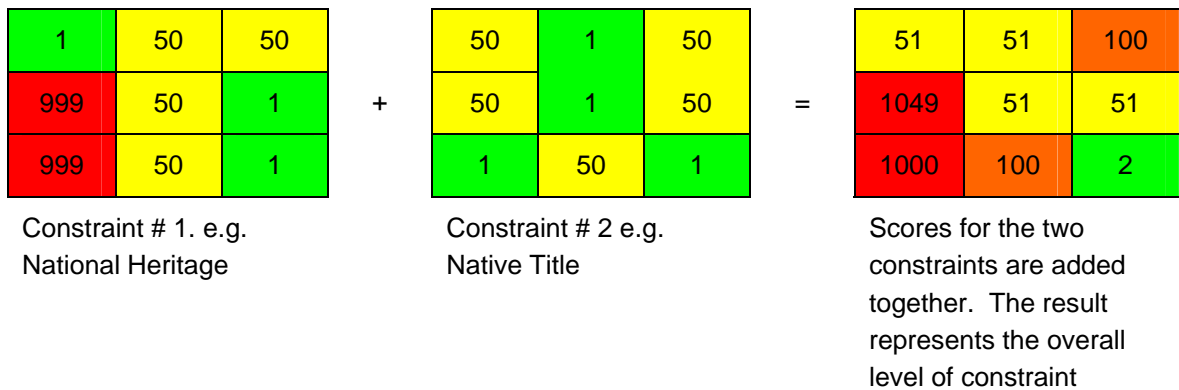 1 50 50 50 1 50 51 51 100
999 50 1 + 50 1 50 = 1049 51 51
999 50 1 1 50 1 1000 100 2
Constraint # 1. e.g.
National Heritage
Constraint # 2 e.g.
Native Title
Scores for the two
constraints are added
together. The result
represents the overall
level of constraint